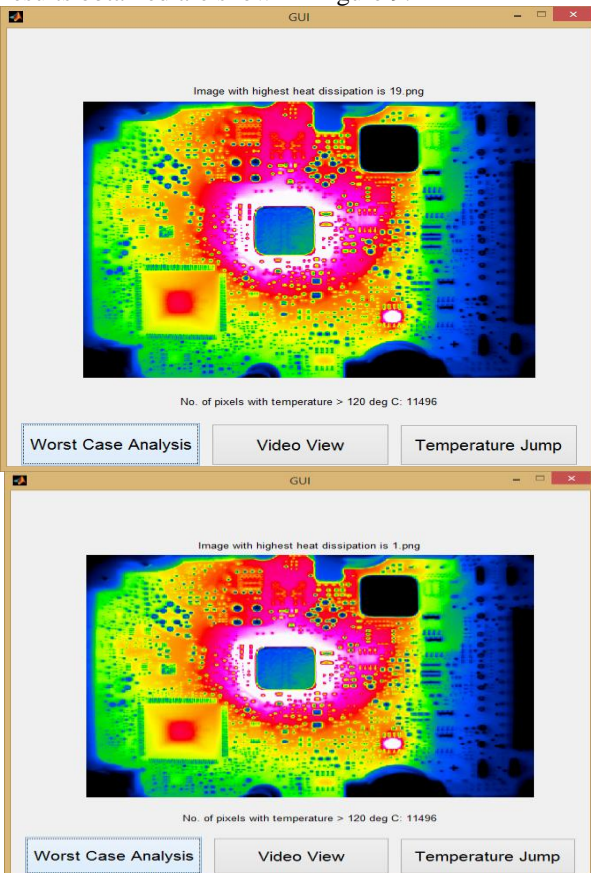 GUI
Image with highest heat dissipation is 19.png
No. of pixels with temperature > 120 deg C: 11496
Worst Case Analysis Video View Temperature Jump
GUI
Image with highest heat dissipation is 1.png
No. of pixels with temperature > 120 deg C: 11496
Worst Case Analysis Video View Temperature Jump